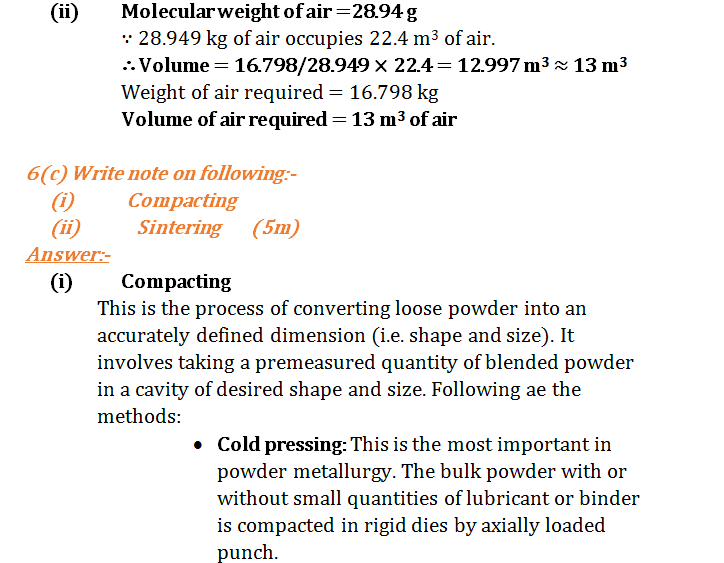 (ii) Molecular weight of air =28.94 g
∵ 28.949 kg of air occupies 22.4 m³ of air.
∴ Volume = 16.798/28.949 × 22.4 = 12.997 m³ ≈ 13 m³
Weight of air required = 16.798 kg
Volume of air required = 13 m³ of air
6(c) Write note on following:-
(i) Compacting
(ii) Sintering (5m)
Answer:-
(i) Compacting
This is the process of converting loose powder into an
accurately defined dimension (i.e. shape and size). It
involves taking a premeasured quantity of blended powder
in a cavity of desired shape and size. Following ae the
methods:
• Cold pressing: This is the most important in
powder metallurgy. The bulk powder with or
without small quantities of lubricant or binder
is compacted in rigid dies by axially loaded
punch.